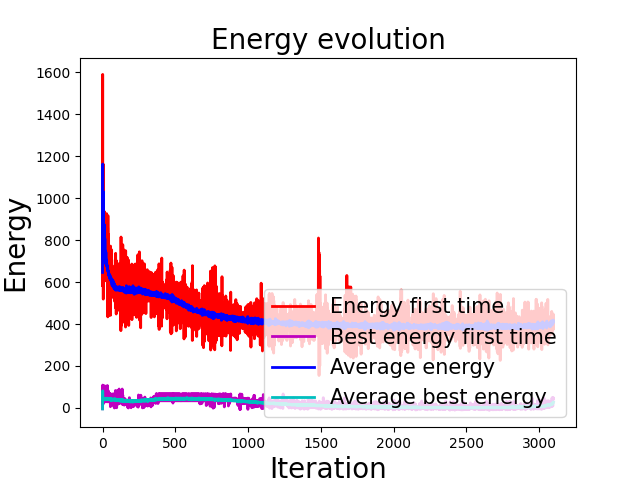 Energy evolution
Energy
1600
1400
1200
1000
800
600
400
200
0
Energy first time
Best energy first time
Average energy
Average best energy
0 500 1000 1500 2000 2500 3000
Iteration